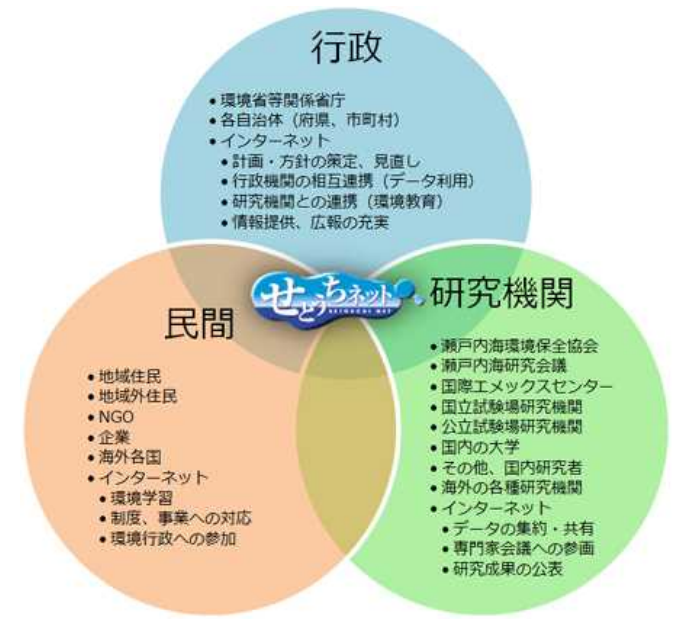 行政
• 環境省等関係省庁
• 各自治体（府県、市町村）
• インターネット
• 計画・方針の策定、見直し
• 行政機関の相互連携（データ利用）
• 研究機関との連携（環境教育）
• 情報提供、広報の充実
せとうちネット
SETOUCHI NET
民間
• 地域住民
• 地域外住民
• NGO
• 企業
• 海外各国
• インターネット
• 環境学習
• 制度、事業への対応
• 環境行政への参加
研究機関
• 瀬戸内海環境保全協会
• 瀬戸内海研究会議
• 国際エメックスセンター
• 国立試験場研究機関
• 公立試験場研究機関
• 国内の大学
• その他、国内研究者
• 海外の各種研究機関
• インターネット
• データの集約・共有
• 専門家会議への参画
• 研究成果の公表